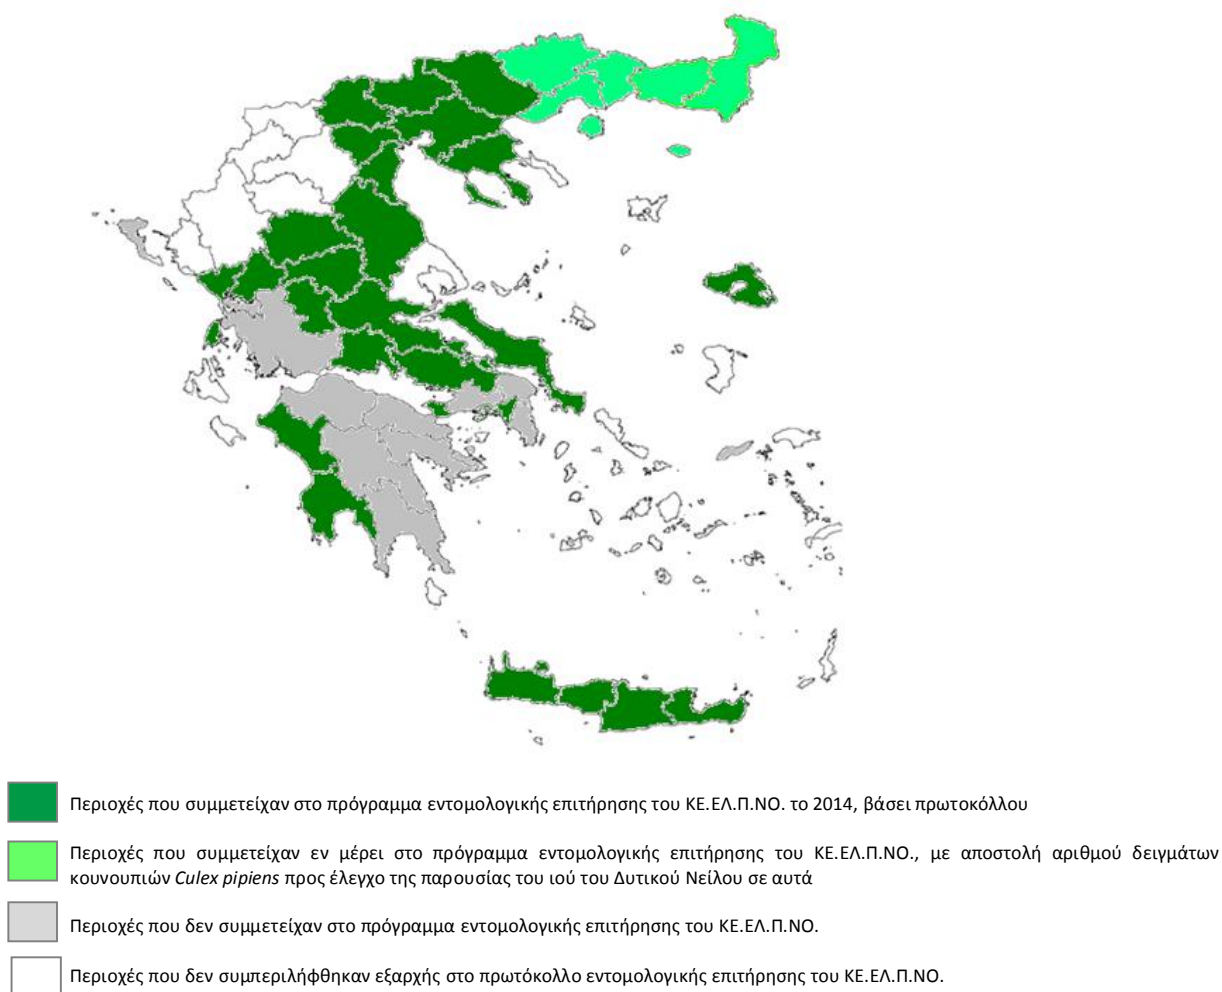 Περιοχές που συμμετείχαν στο πρόγραμμα εντομολογικής επιτήρησης του ΚΕ.ΕΛ.Π.ΝΟ. το 2014, βάσει πρωτοκόλλου
Περιοχές που συμμετείχαν εν μέρει στο πρόγραμμα εντομολογικής επιτήρησης του ΚΕ.ΕΛ.Π.ΝΟ., με αποστολή αριθμού δειγμάτων
κουνουπιών Culex pipiens προς έλεγχο της παρουσίας του ιού του Δυτικού Νείλου σε αυτά
Περιοχές που δεν συμμετείχαν στο πρόγραμμα εντομολογικής επιτήρησης του ΚΕ.ΕΛ.Π.ΝΟ.
Περιοχές που δεν συμπεριλήφθηκαν εξαρχής στο πρωτόκολλο εντομολογικής επιτήρησης του ΚΕ.ΕΛ.Π.ΝΟ.